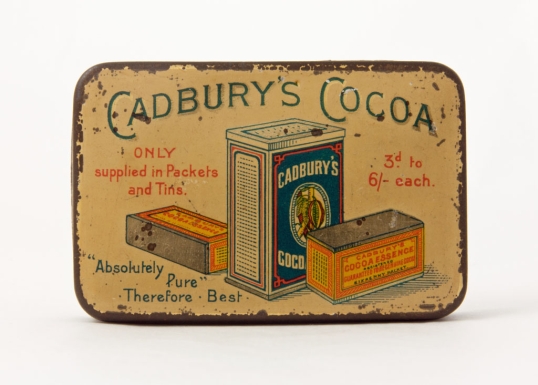 CADBURY'S COCOA
ONLY
supplied in Packets
and Tins.
3d to
6/- each.
CADBURY'S
COCO
CADBURY'S
COCOA ESSENCE
"Absolutely
Pure"
Therefore Best